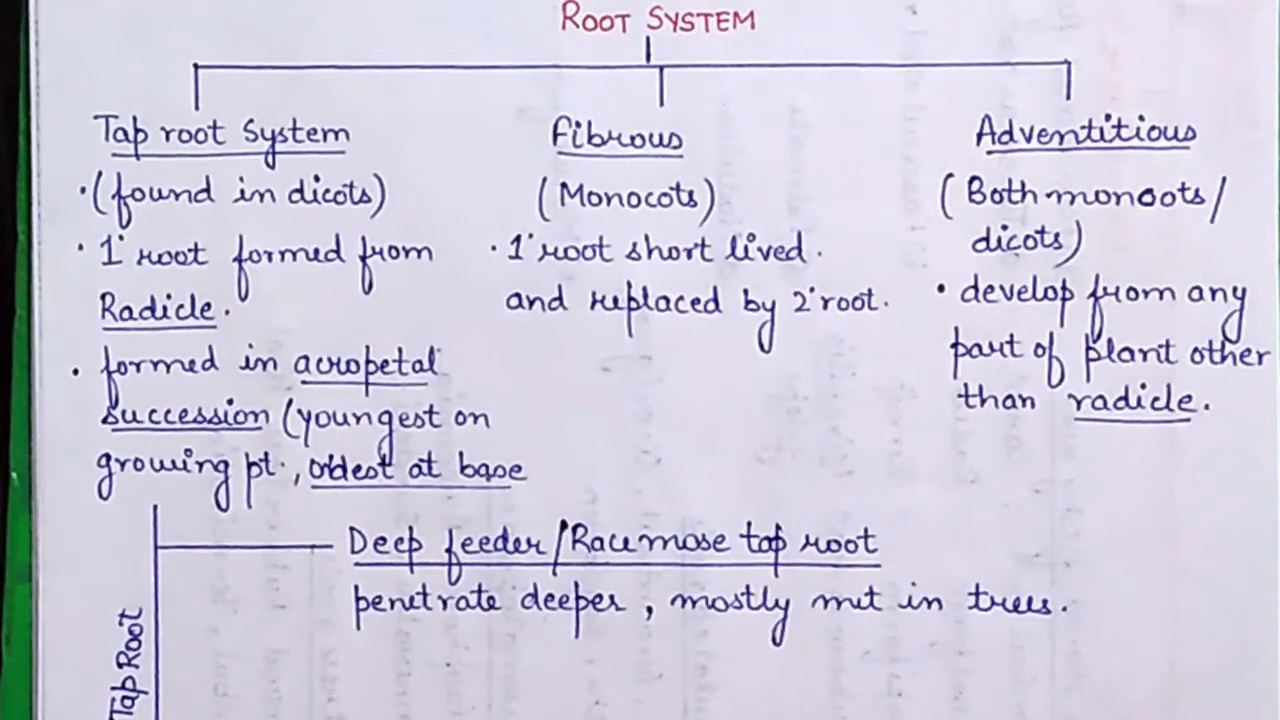 ROOT SYSTEM
Tap root System
·(found in dicots)
· 1° root formed from
Radicle.
. formed in acropetal
succession (youngest on
growing pt., oldest at base
Fibrous
(Monocots)
· 1° root short lived.
and replaced by 2° root.
Adventitious
(Both monocots/
dicots)
· develop from any
part of plant other
than radicle.
Tap Root
Deep feeder/Racemose tap root
penetrate deeper, mostly met in trees.